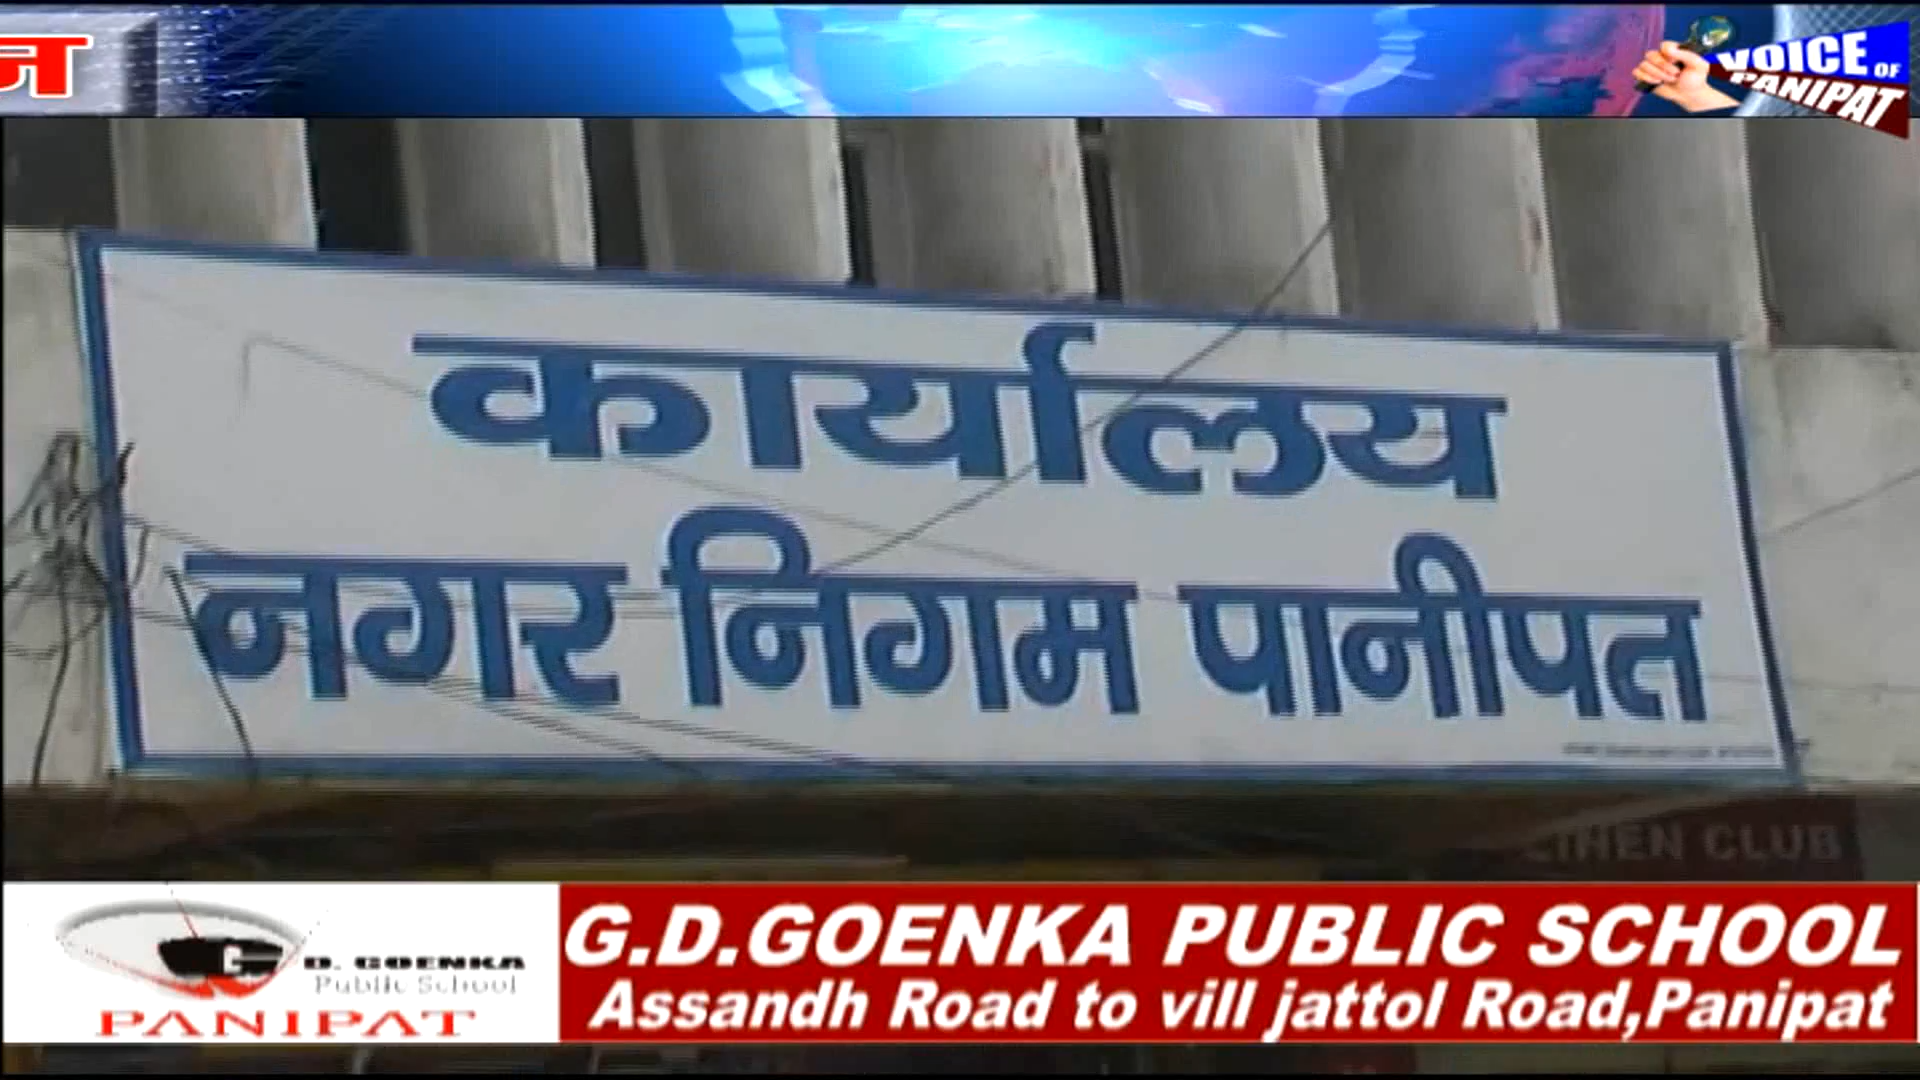 VOICE OF
PANIPAT
कार्यालय
नगर निगम पानीपत
CLUB
G D. GOENKA
Public School
PANIPAT
G.D.GOENKA PUBLIC SCHOOL
Assandh Road to vill jattol Road,Panipat